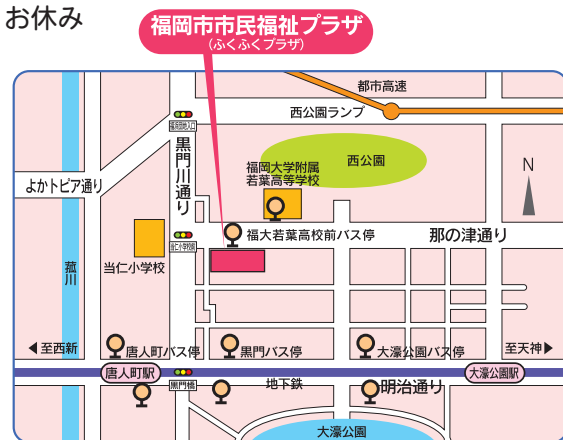 お休み
福岡市市民福祉プラザ
(ふくふくプラザ)
都市高速
西公園ランプ
黒門川通り
福岡大学附属
若葉高等学校
西公園
N
よかトピア通り
福大若葉高校前バス停
那の津通り
当仁小学校
菰川
至西新
唐人町バス停
黒門バス停
大濠公園バス停
至天神
唐人町駅
黒門橋
地下鉄
明治通り
大濠公園駅
大濠公園